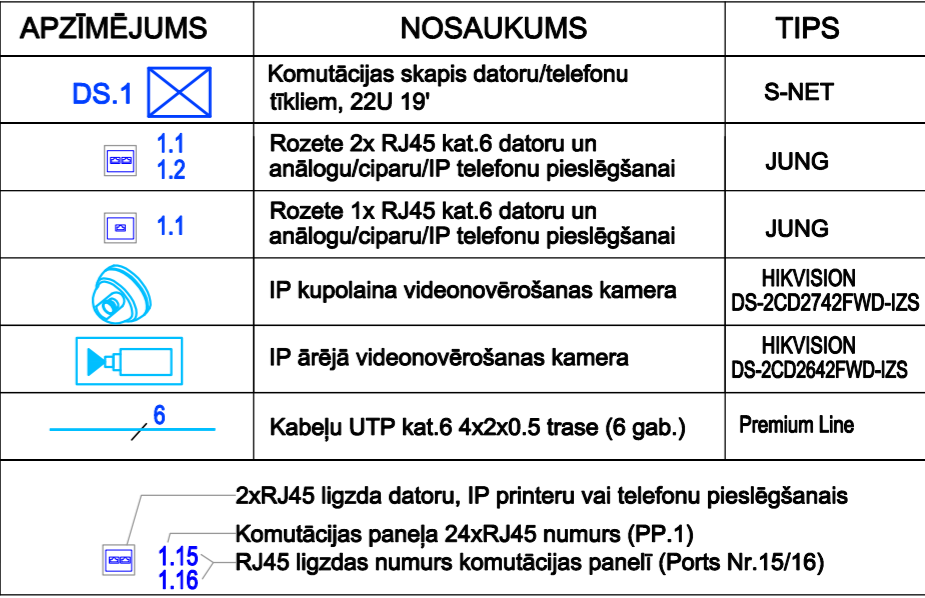 APZĪMĒJUMS NOSAUKUMS TIPS
DS.1
Komutācijas skapis datoru/telefonu
tīkliem, 22U 19'
S-NET
1.1
1.2
Rozete 2x RJ45 kat.6 datoru un
anālogu/ciparu/IP telefonu pieslēgšanai
JUNG
1.1
Rozete 1x RJ45 kat.6 datoru un
anālogu/ciparu/IP telefonu pieslēgšanai
JUNG
IP kupolaina videonovērošanas kamera
HIKVISION
DS-2CD2742FWD-IZS
IP ārējā videonovērošanas kamera
HIKVISION
DS-2CD2642FWD-IZS
6
Kabeļu UTP kat.6 4x2x0.5 trase (6 gab.)
Premium Line
2xRJ45 ligzda datoru, IP printeru vai telefonu pieslēgšanais
Komutācijas paneļa 24xRJ45 numurs (PP.1)
1.15
RJ45 ligzdas numurs komutācijas panelī (Ports Nr.15/16)
1.16